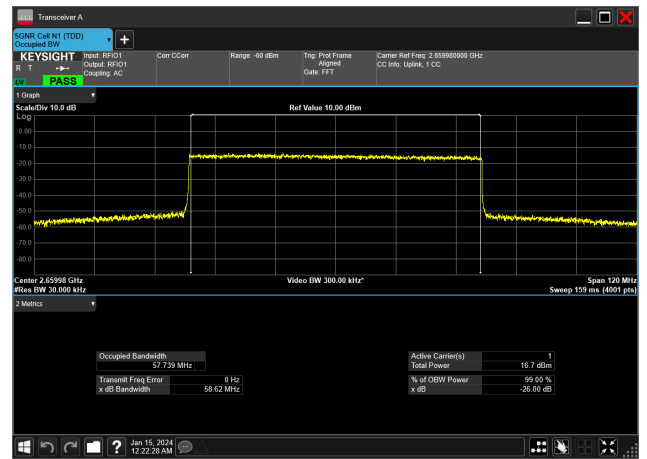 Transceiver A
5GNR Cell N1 (TDD)
Occupied BW
KEYSIGHT
R T
LW
PASS
Input: RFIO1
Output: RFIO1
Coupling: AC
Corr CCorr
Range: -60 dBm
Trig: Prot Frame
Aligned
Gate: FFT
Carrier Ref Freq: 2.659980000 GHz
CC Info: Uplink, 1 CC
1 Graph
Scale/Div 10.0 dB
Ref Value 10.00 dBm
Log
0.00
-10.0
-20.0
-30.0
-40.0
-50.0
-60.0
-70.0
-80.0
Center 2.65998 GHz
Video BW 300.00 kHz*
Span 120 MHz
#Res BW 30.000 kHz
Sweep 159 ms (4001 pts)
2 Metrics
Occupied Bandwidth
57.739 MHz
Transmit Freq Error 0 Hz
x dB Bandwidth 58.62 MHz
Active Carrier(s) 1
Total Power 16.7 dBm
% of OBW Power 99.00 %
x dB -26.00 dB
Jan 15, 2024
12:22:28 AM